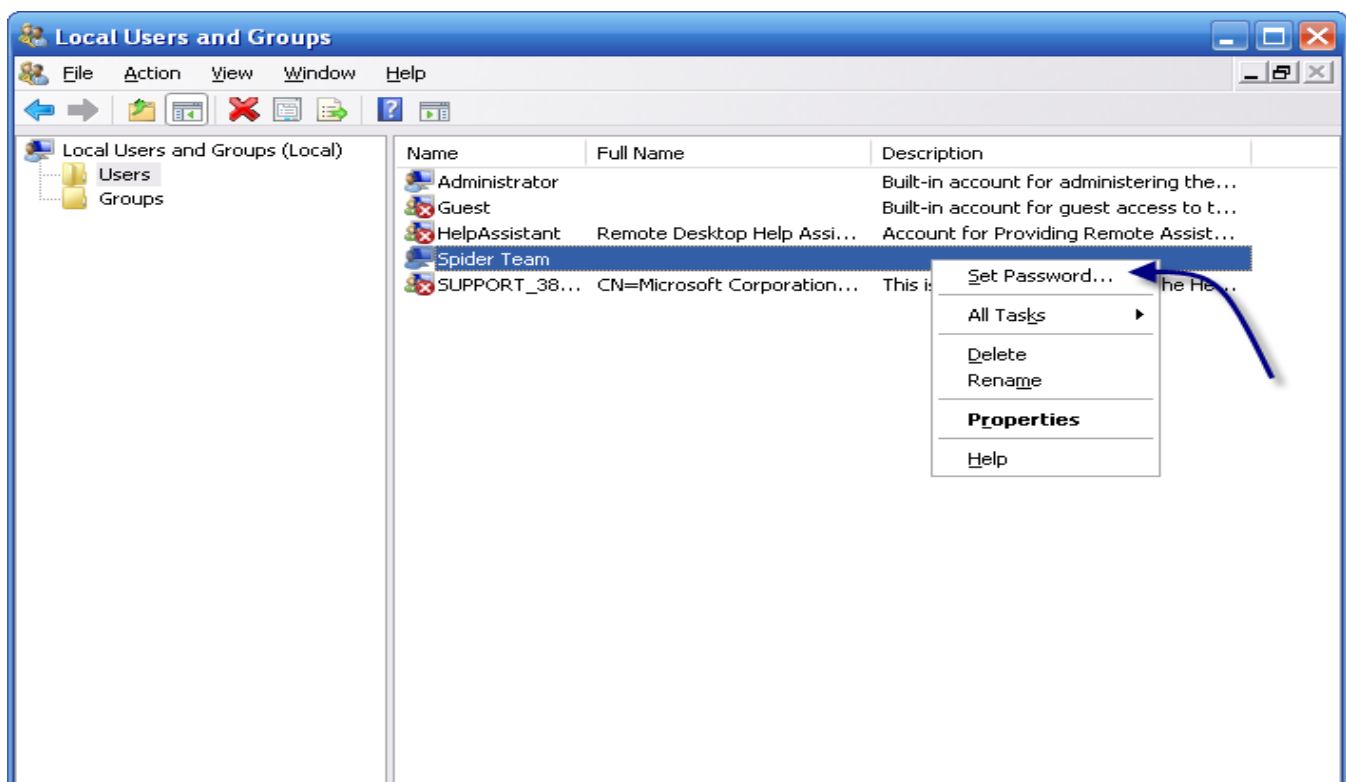 Local Users and Groups
File Action View Window Help
Local Users and Groups (Local)
Users
Groups
Name Full Name Description
Administrator Built-in account for administering the...
Guest Built-in account for guest access to t...
HelpAssistant Remote Desktop Help Assi... Account for Providing Remote Assist...
Spider Team
SUPPORT_38... CN=Microsoft Corporation... This i he He...
Set Password...
All Tasks
Delete
Rename
Properties
Help